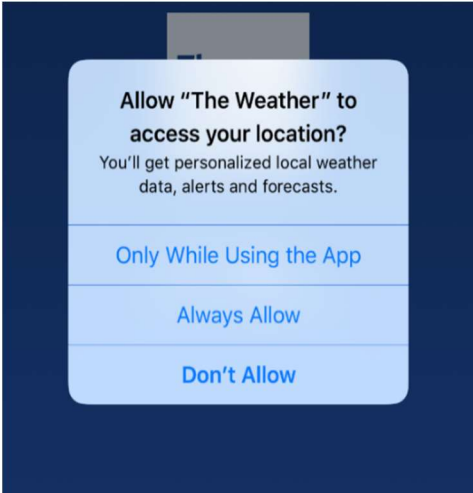 Allow “The Weather” to
access your location?
You’ll get personalized local weather
data, alerts and forecasts.
Only While Using the App
Always Allow
Don’t Allow